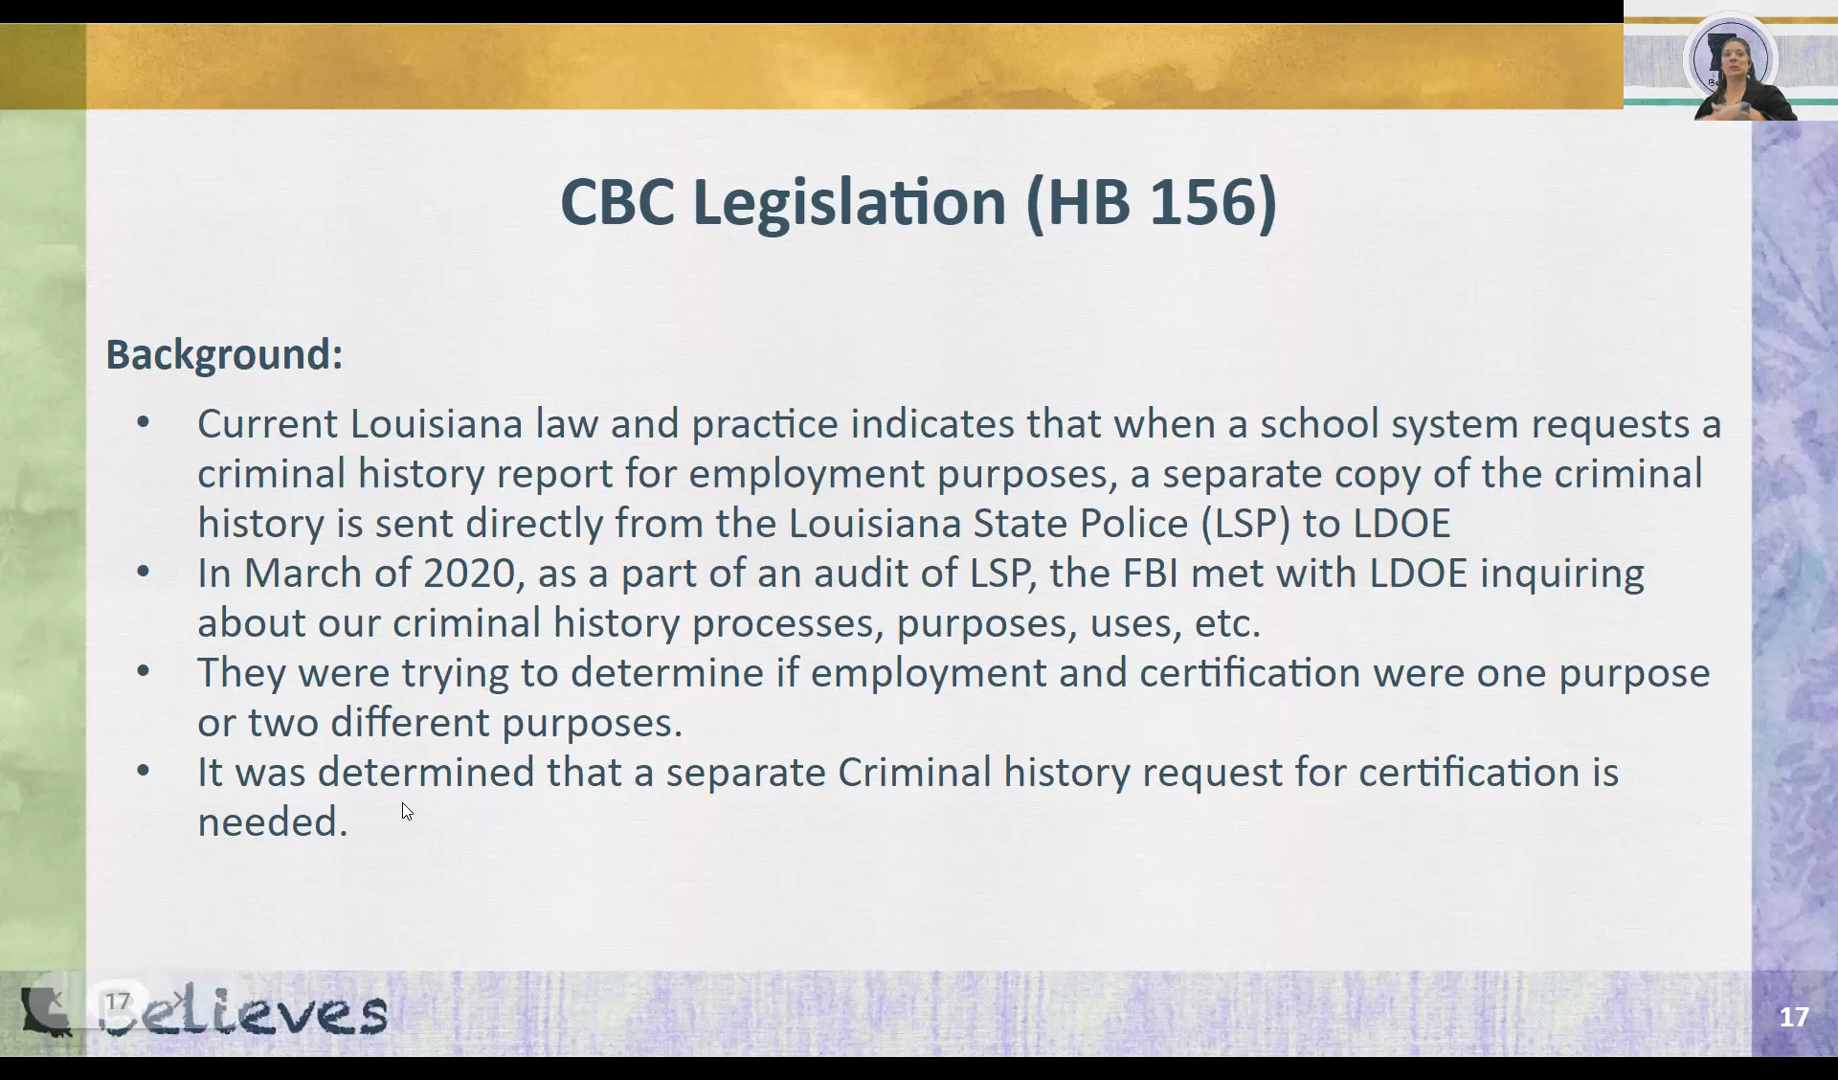 CBC Legislation (HB 156)
Background:
• Current Louisiana law and practice indicates that when a school system requests a
criminal history report for employment purposes, a separate copy of the criminal
history is sent directly from the Louisiana State Police (LSP) to LDOE
• In March of 2020, as a part of an audit of LSP, the FBI met with LDOE inquiring
about our criminal history processes, purposes, uses, etc.
• They were trying to determine if employment and certification were one purpose
or two different purposes.
• It was determined that a separate Criminal history request for certification is
needed.
17
Believes
17